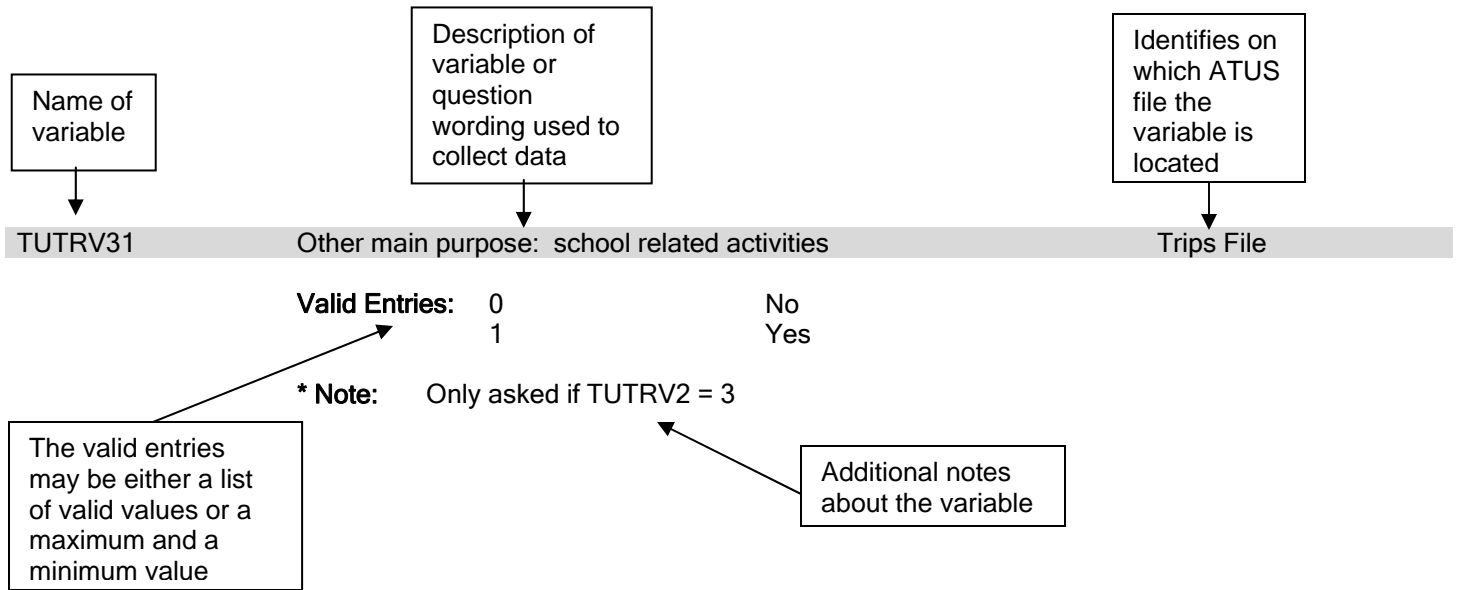 Name of
variable
Description of
variable or
question
wording used to
collect data
Identifies on
which ATUS
file the
variable is
located
TUTRV31 Other main purpose: school related activities Trips File
Valid Entries: 0 No
1 Yes
* Note: Only asked if TUTRV2 = 3
The valid entries
may be either a list
of valid values or a
maximum and a
minimum value
Additional notes
about the variable